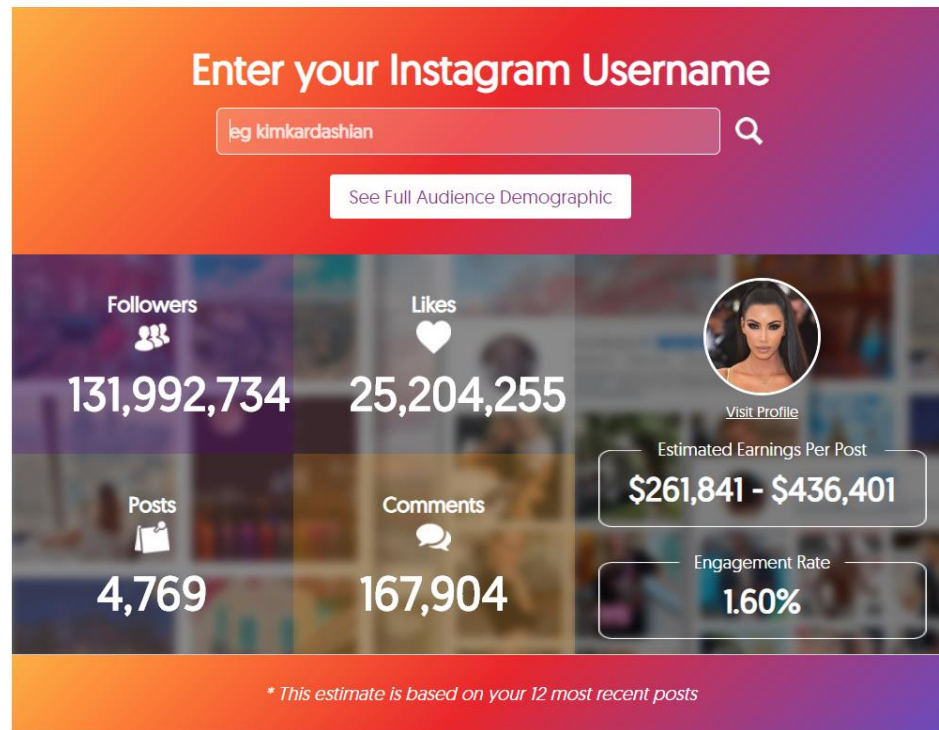 Enter your Instagram Username
eg kimkardashian
See Full Audience Demographic
Followers
131,992,734
Likes
25,204,255
Posts
4,769
Comments
167,904
Visit Profile
Estimated Earnings Per Post
$261,841 - $436,401
Engagement Rate
1.60%
* This estimate is based on your 12 most recent posts